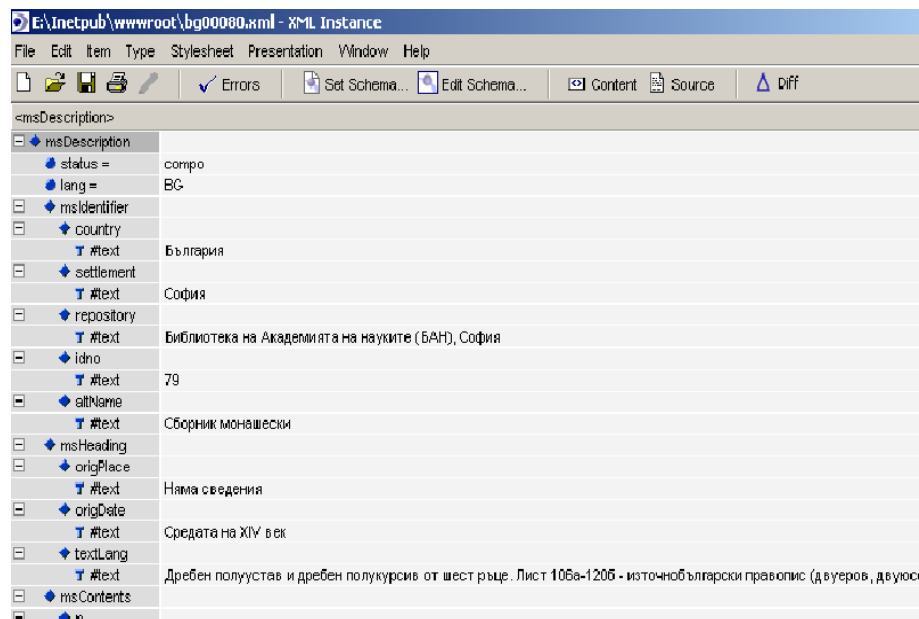 E:\Inetpub\wwwroot\bg00080.xml - XML Instance
File Edit Item Type Stylesheet Presentation Window Help
Errors Set Schema... Edit Schema... Content Source Diff
<msDescription>
msDescription
status = compo
lang = BG
msIdentifier
country
#text България
settlement
#text София
repository
#text Библиотека на Академията на науките (БАН), София
idno
#text 79
altName
#text Сборник монашески
msHeading
origPlace
#text Няма сведения
origDate
#text Средата на XIV век
textLang
#text Дребен полуустав и дребен полукурсив от шест ръце. Лист 106а-120б - източнобългарски правопис (двуеров, двуюсо
msContents